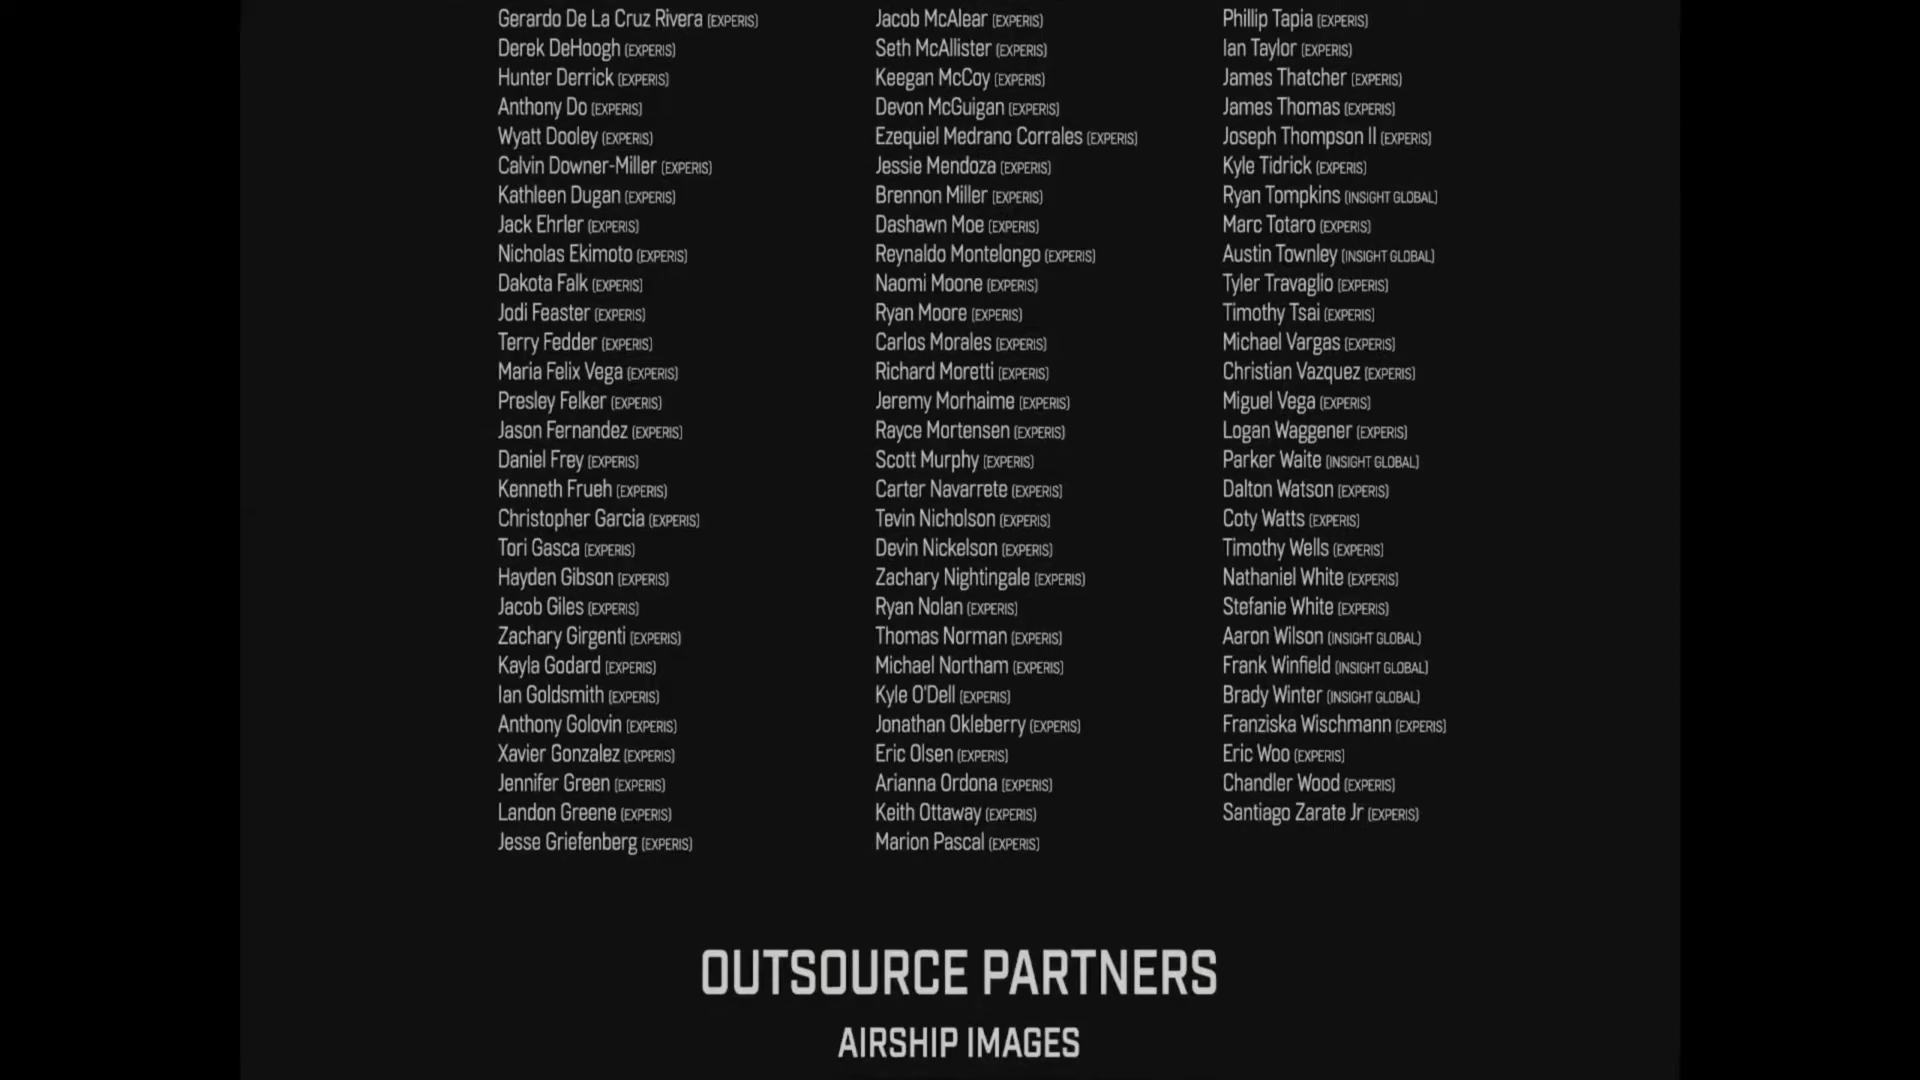 Gerardo De La Cruz Rivera (EXPERIS)
Derek DeHoogh (EXPERIS)
Hunter Derrick (EXPERIS)
Anthony Do (EXPERIS)
Wyatt Dooley (EXPERIS)
Calvin Downer-Miller (EXPERIS)
Kathleen Dugan (EXPERIS)
Jack Ehrler (EXPERIS)
Nicholas Ekimoto (EXPERIS)
Dakota Falk (EXPERIS)
Jodi Feaster (EXPERIS)
Terry Fedder (EXPERIS)
Maria Felix Vega (EXPERIS)
Presley Felker (EXPERIS)
Jason Fernandez (EXPERIS)
Daniel Frey (EXPERIS)
Kenneth Frueh (EXPERIS)
Christopher Garcia (EXPERIS)
Tori Gasca (EXPERIS)
Hayden Gibson (EXPERIS)
Jacob Giles (EXPERIS)
Zachary Girgenti (EXPERIS)
Kayla Godard (EXPERIS)
Ian Goldsmith (EXPERIS)
Anthony Golovin (EXPERIS)
Xavier Gonzalez (EXPERIS)
Jennifer Green (EXPERIS)
Landon Greene (EXPERIS)
Jesse Griefenberg (EXPERIS)
Jacob McAlear (EXPERIS)
Seth McAllister (EXPERIS)
Keegan McCoy (EXPERIS)
Devon McGuigan (EXPERIS)
Ezequiel Medrano Corrales (EXPERIS)
Jessie Mendoza (EXPERIS)
Brennon Miller (EXPERIS)
Dashawn Moe (EXPERIS)
Reynaldo Montelongo (EXPERIS)
Naomi Moone (EXPERIS)
Ryan Moore (EXPERIS)
Carlos Morales (EXPERIS)
Richard Moretti (EXPERIS)
Jeremy Morhaime (EXPERIS)
Rayce Mortensen (EXPERIS)
Scott Murphy (EXPERIS)
Carter Navarrete (EXPERIS)
Tevin Nicholson (EXPERIS)
Devin Nickelson (EXPERIS)
Zachary Nightingale (EXPERIS)
Ryan Nolan (EXPERIS)
Thomas Norman (EXPERIS)
Michael Northam (EXPERIS)
Kyle O'Dell (EXPERIS)
Jonathan Okleberry (EXPERIS)
Eric Olsen (EXPERIS)
Arianna Ordona (EXPERIS)
Keith Ottaway (EXPERIS)
Marion Pascal (EXPERIS)
Phillip Tapia (EXPERIS)
Ian Taylor (EXPERIS)
James Thatcher (EXPERIS)
James Thomas (EXPERIS)
Joseph Thompson II (EXPERIS)
Kyle Tidrick (EXPERIS)
Ryan Tompkins (INSIGHT GLOBAL)
Marc Totaro (EXPERIS)
Austin Townley (INSIGHT GLOBAL)
Tyler Travaglio (EXPERIS)
Timothy Tsai (EXPERIS)
Michael Vargas (EXPERIS)
Christian Vazquez (EXPERIS)
Miguel Vega (EXPERIS)
Logan Waggener (EXPERIS)
Parker Waite (INSIGHT GLOBAL)
Dalton Watson (EXPERIS)
Coty Watts (EXPERIS)
Timothy Wells (EXPERIS)
Nathaniel White (EXPERIS)
Stefanie White (EXPERIS)
Aaron Wilson (INSIGHT GLOBAL)
Frank Winfield (INSIGHT GLOBAL)
Brady Winter (INSIGHT GLOBAL)
Franziska Wischmann (EXPERIS)
Eric Woo (EXPERIS)
Chandler Wood (EXPERIS)
Santiago Zarate Jr (EXPERIS)
OUTSOURCE PARTNERS
AIRSHIP IMAGES